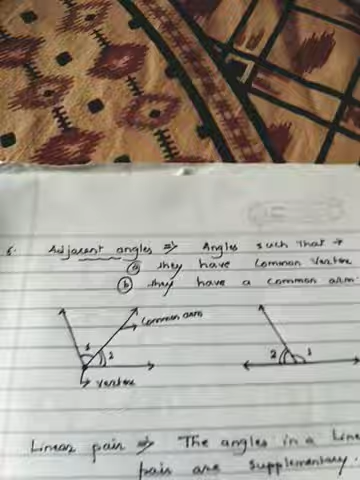 6. Adjacent angles ⇒ Angles such that →
(a) they have common vertex
(b) they have a common arm.
common arm
1 2 2 1
vertex
Linear pair ⇒ The angles in a Line
pair are supplementary.